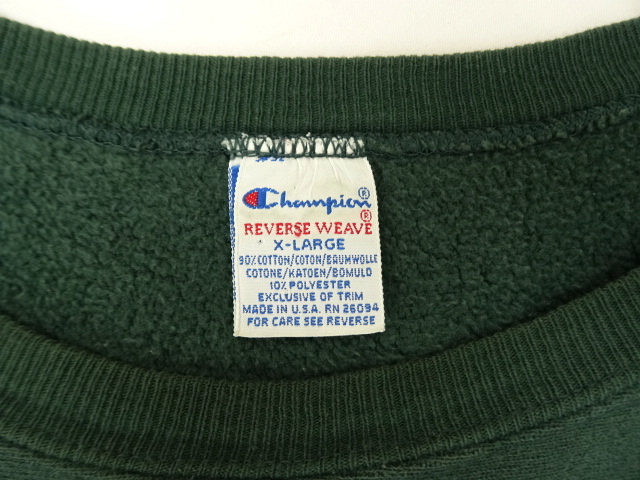 Champion®
REVERSE WEAVE®
X-LARGE
90% COTTON/COTON/BAUMWOLLE
COTONE/KATOEN/BOMULD
10% POLYESTER
EXCLUSIVE OF TRIM
MADE IN U.S.A. RN 26094
FOR CARE SEE REVERSE